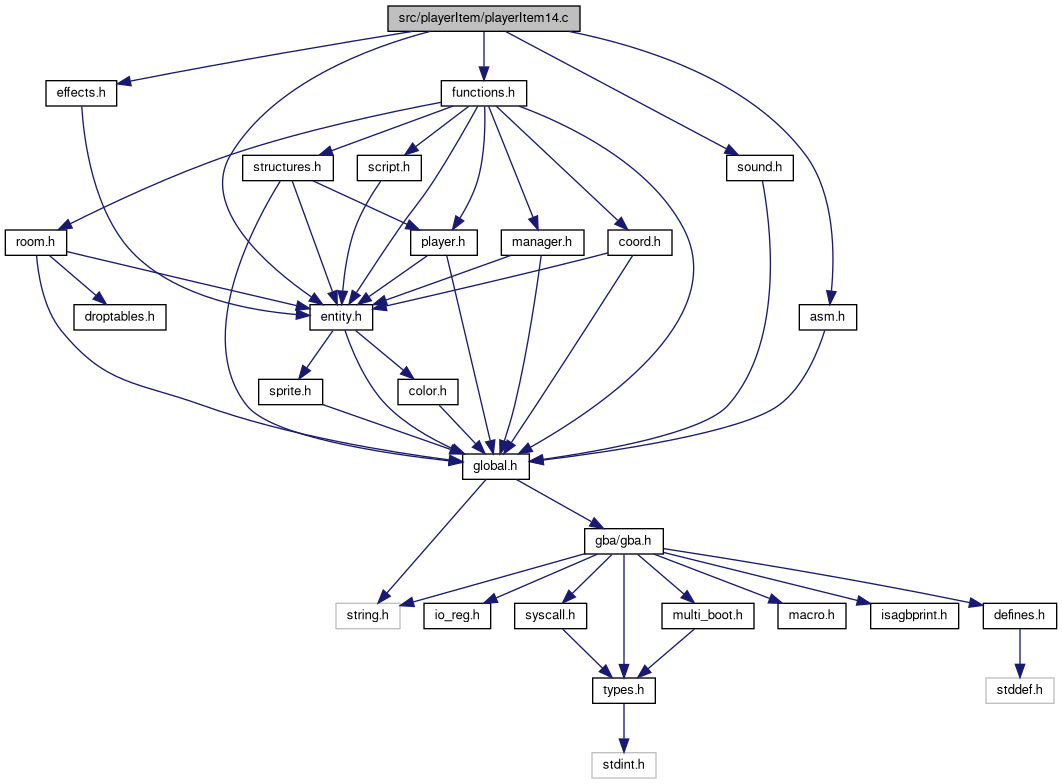 src/playerItem/playerItem14.c
effects.h
functions.h
structures.h
script.h
sound.h
room.h
player.h
manager.h
coord.h
droptables.h
entity.h
asm.h
sprite.h
color.h
global.h
gba/gba.h
string.h
io_reg.h
syscall.h
multi_boot.h
macro.h
isagbprint.h
defines.h
types.h
stddef.h
stdint.h